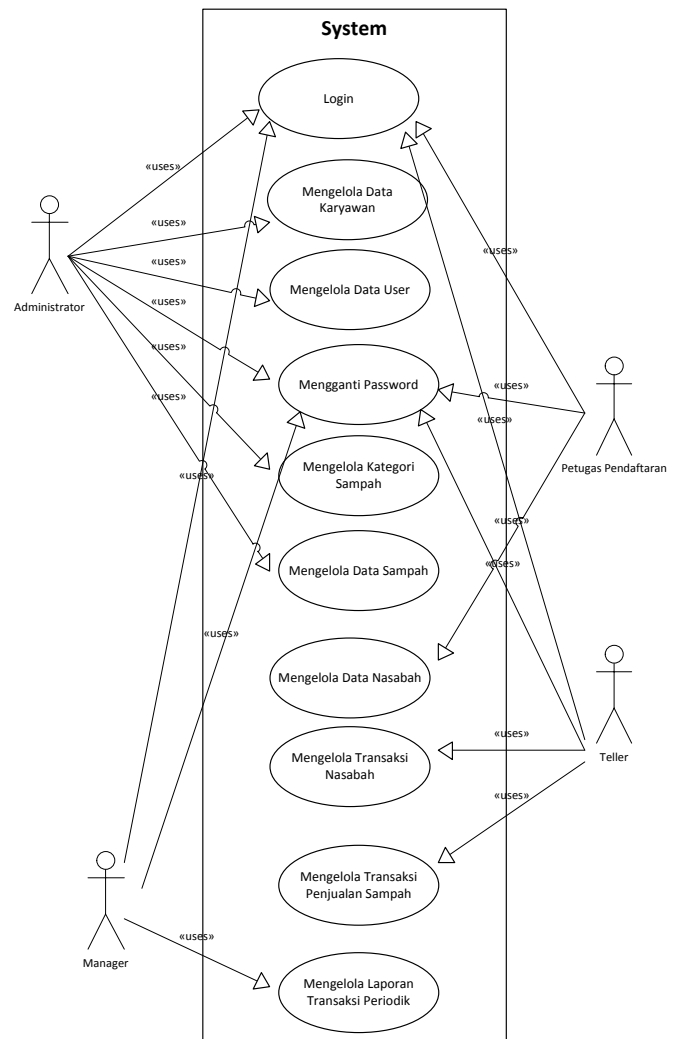 System
Login
«uses»
Mengelola Data
Karyawan
«uses»
«uses»
«uses»
Mengelola Data User
Administrator
«uses»
Mengganti Password
«uses»
«uses»
«uses»
«uses»
«uses»
Petugas Pendaftaran
Mengelola Kategori
Sampah
«uses»
Mengelola Data Sampah
«uses»
«uses»
Mengelola Data Nasabah
«uses»
Mengelola Transaksi
Nasabah
Teller
«uses»
Mengelola Transaksi
Penjualan Sampah
Manager
«uses»
Mengelola Laporan
Transaksi Periodik